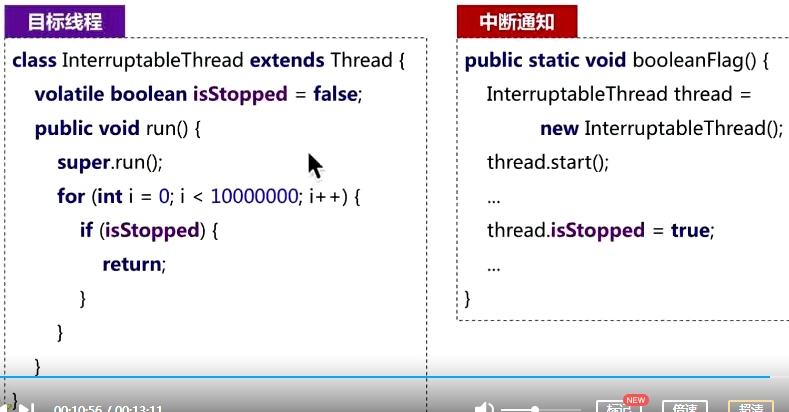 目标线程
class InterruptableThread extends Thread {
volatile boolean isStopped = false;
public void run() {
super.run();
for (int i = 0; i < 10000000; i++) {
if (isStopped) {
return;
}
}
}
}
中断通知
public static void booleanFlag() {
InterruptableThread thread =
new InterruptableThread();
thread.start();
...
thread.isStopped = true;
...
}
00:10:56 / 00:13:11
标记
NEW
倍速
超清